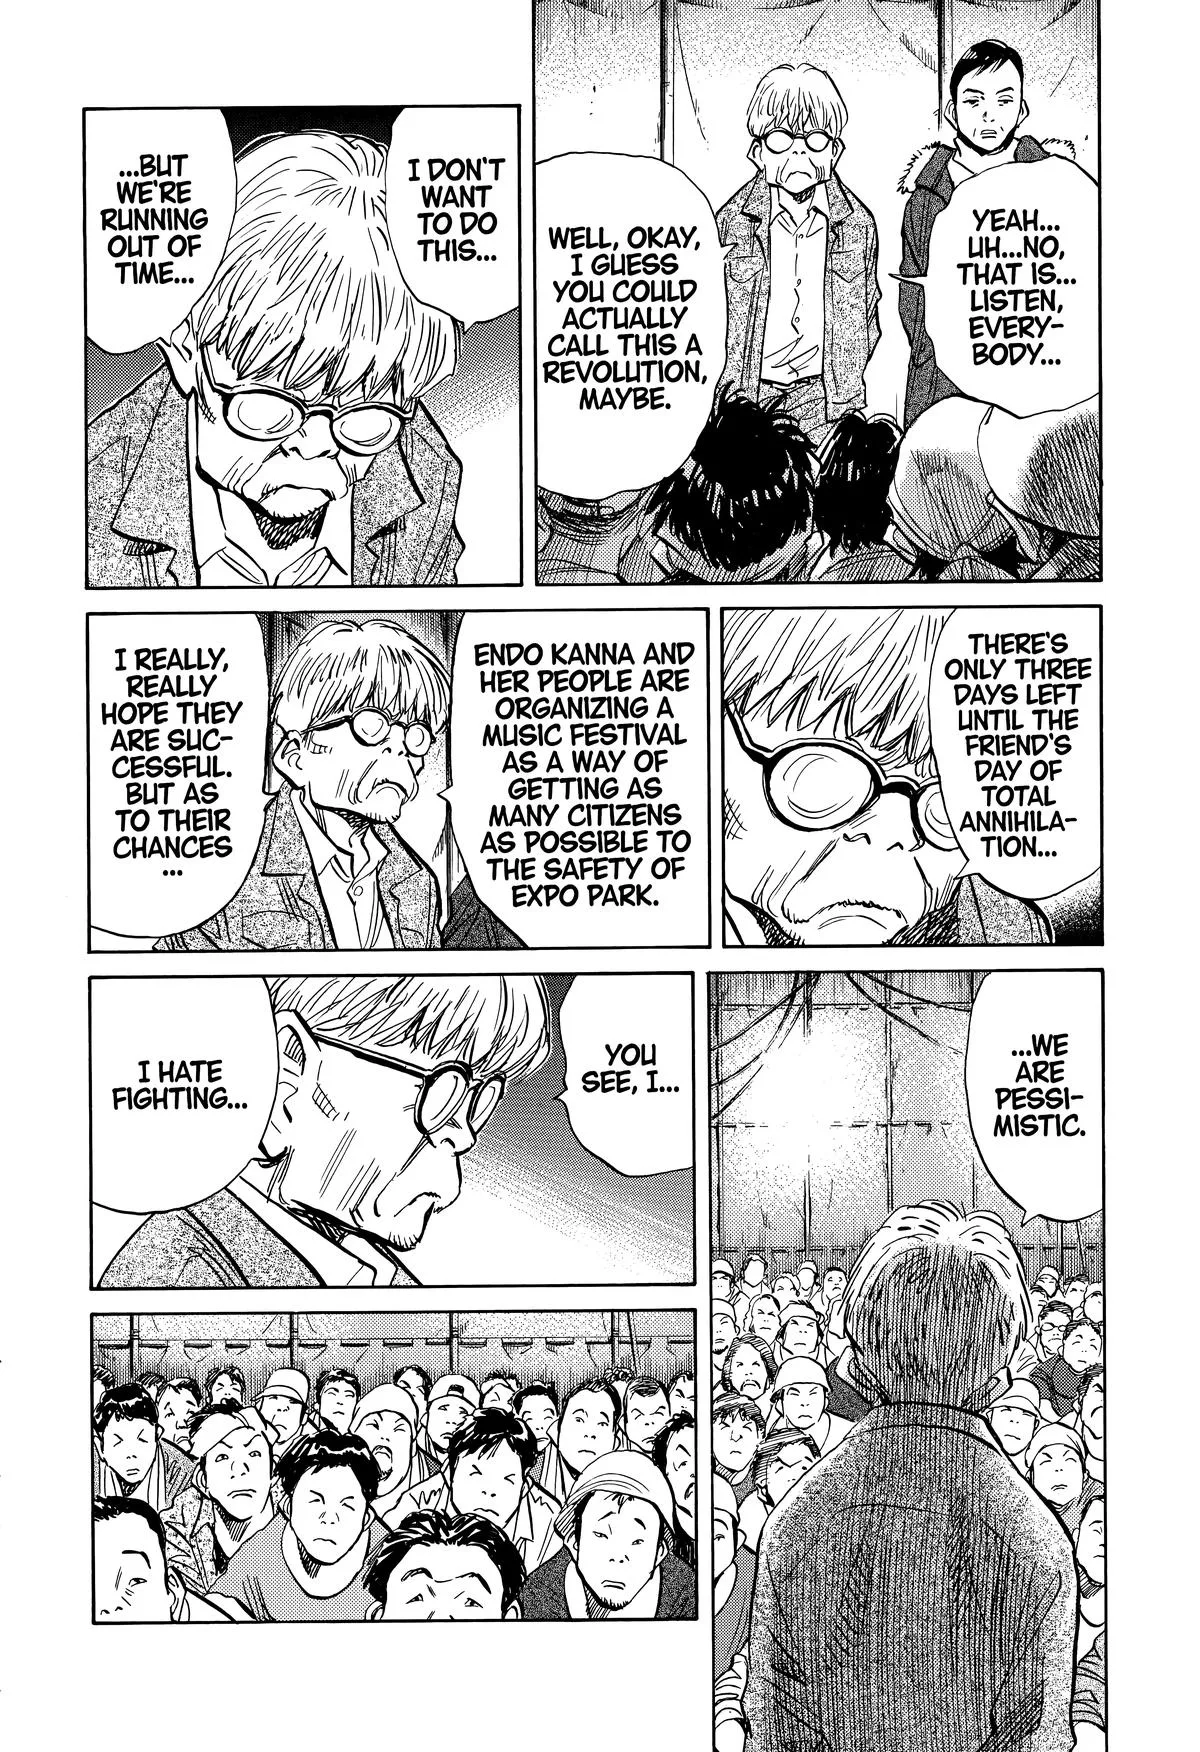 YEAH...
UH...NO,
THAT IS...
LISTEN,
EVERY-
BODY...
WELL, OKAY,
I GUESS
YOU COULD
ACTUALLY
CALL THIS A
REVOLUTION,
MAYBE.
I DON'T
WANT
TO DO
THIS...
...BUT
WE'RE
RUNNING
OUT OF
TIME...
THERE'S
ONLY THREE
DAYS LEFT
UNTIL THE
FRIEND'S
DAY OF
TOTAL
ANNIHILA-
TION...
ENDO KANNA AND
HER PEOPLE ARE
ORGANIZING A
MUSIC FESTIVAL
AS A WAY OF
GETTING AS
MANY CITIZENS
AS POSSIBLE TO
THE SAFETY OF
EXPO PARK.
I REALLY,
REALLY
HOPE THEY
ARE SUC-
CESSFUL.
BUT AS
TO THEIR
CHANCES
...
...WE
ARE
PESSI-
MISTIC.
YOU
SEE, I...
I HATE
FIGHTING...